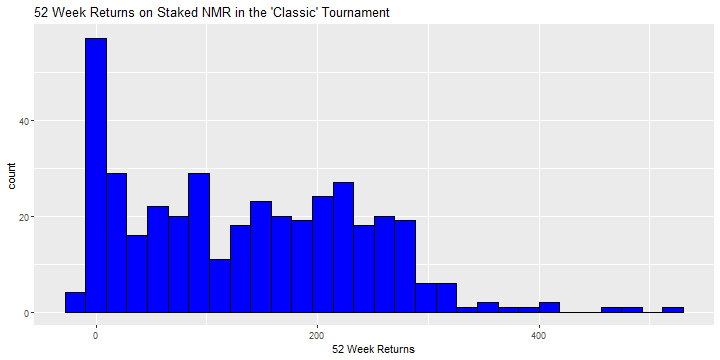 52 Week Returns on Staked NMR in the 'Classic' Tournament
count
40
20
0
0 200 400
52 Week Returns